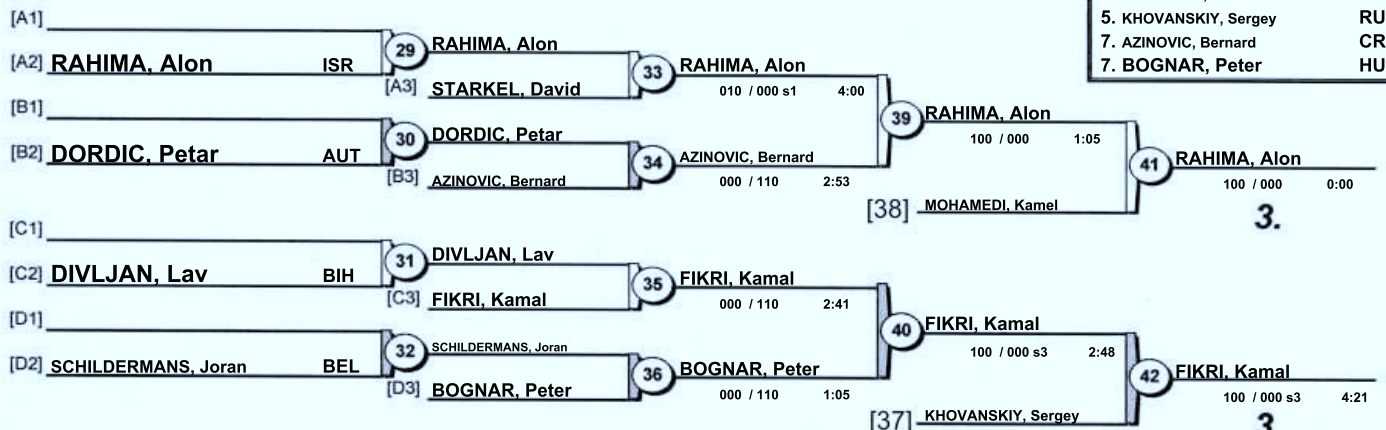 [A1]
[A2] RAHIMA, Alon ISR
29 RAHIMA, Alon
[A3] STARKEL, David
33 RAHIMA, Alon
010 / 000 s1 4:00
[B1]
[B2] DORDIC, Petar AUT
30 DORDIC, Petar
[B3] AZINOVIC, Bernard
34 AZINOVIC, Bernard
000 / 110 2:53
39 RAHIMA, Alon
100 / 000 1:05
[38] MOHAMEDI, Kamel
41 RAHIMA, Alon
100 / 000 0:00
3.
[C1]
[C2] DIVLJAN, Lav BIH
31 DIVLJAN, Lav
[C3] FIKRI, Kamal
35 FIKRI, Kamal
000 / 110 2:41
[D1]
[D2] SCHILDERMANS, Joran BEL
32 SCHILDERMANS, Joran
[D3] BOGNAR, Peter
36 BOGNAR, Peter
000 / 110 1:05
40 FIKRI, Kamal
100 / 000 s3 2:48
[37] KHOVANSKIY, Sergey
42 FIKRI, Kamal
100 / 000 s3 4:21
3
5. KHOVANSKIY, Sergey RU
7. AZINOVIC, Bernard CR
7. BOGNAR, Peter HU